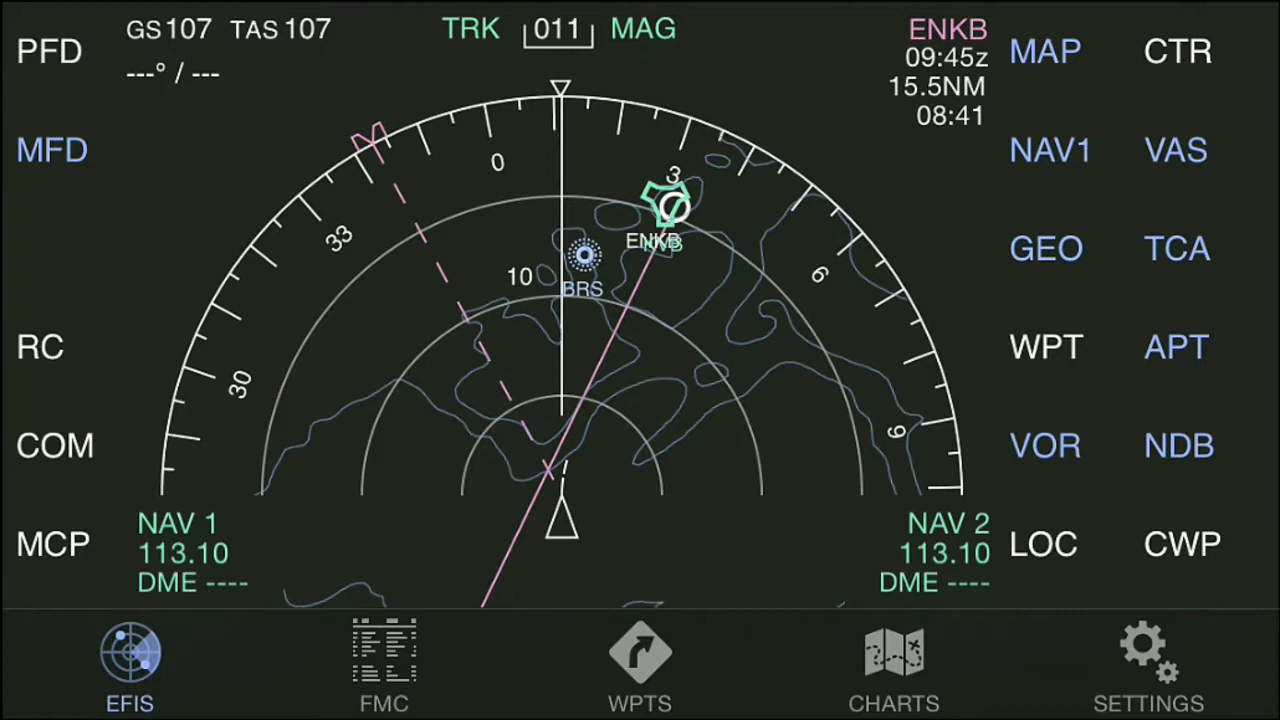 PFD
GS107 TAS 107
TRK 011 MAG
ENKB
MAP
CTR
---° / ---
09:45z
15.5NM
08:41
MFD
NAV1
VAS
0
3
33
6
GEO
TCA
ENKB
10
BRS
RC
WPT
APT
30
9
COM
VOR
NDB
MCP
NAV 1
113.10
DME ----
NAV 2
113.10
DME ----
LOC
CWP
EFIS
FMC
WPTS
CHARTS
SETTINGS